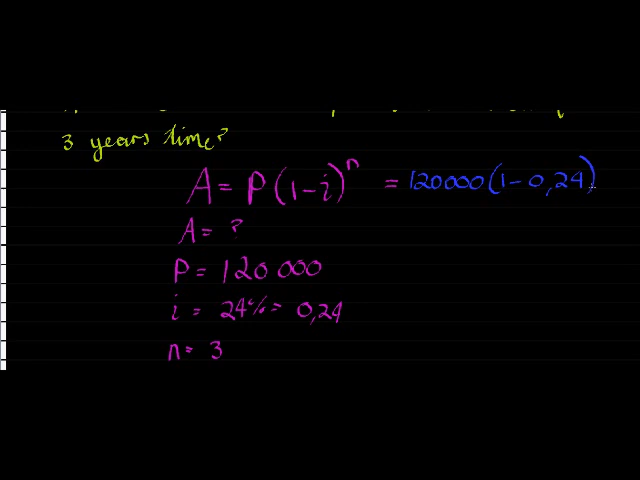 3 years time?
A = P(1-i)^n = 120000(1-0,24)
A = ?
P = 120 000
i = 24% = 0,24
n = 3